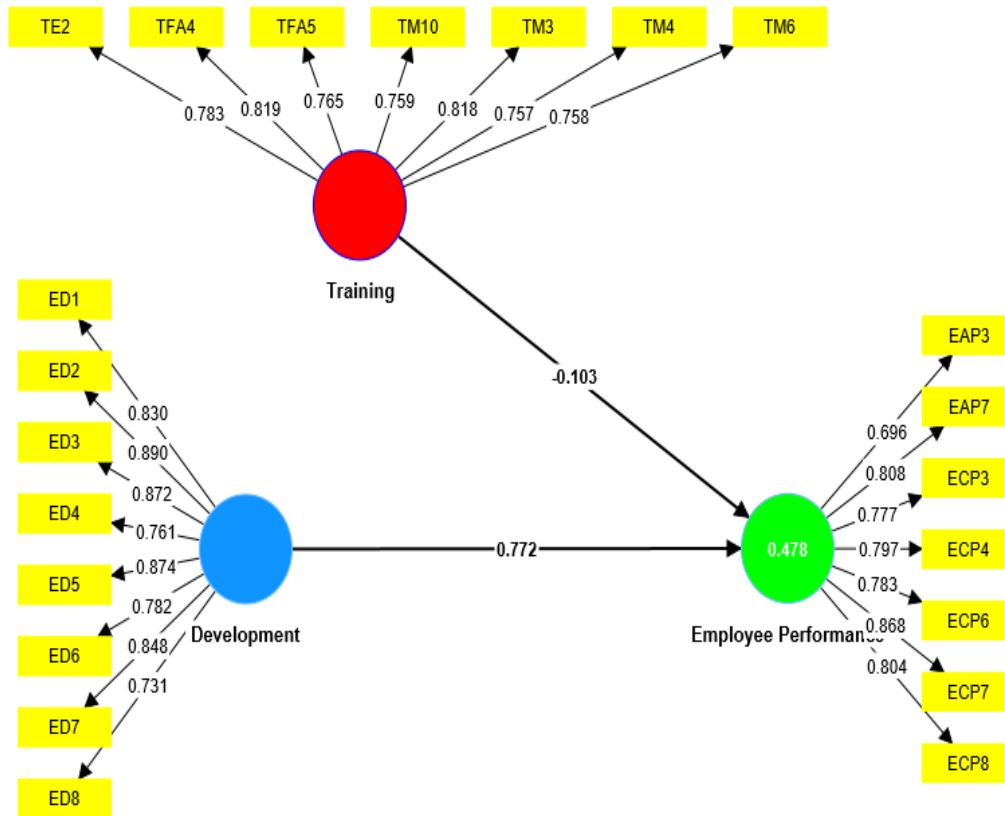 TE2 TFA4 TFA5 TM10 TM3 TM4 TM6
0.783 0.819 0.765 0.759 0.818 0.757 0.758
Training
ED1
ED2
ED3
ED4
ED5
ED6
ED7
ED8
0.830
0.890
0.872
0.761
0.874
0.782
0.848
0.731
Development
-0.103
0.772
0.478
Employee Performance
0.696
0.808
0.777
0.797
0.783
0.868
0.804
EAP3
EAP7
ECP3
ECP4
ECP6
ECP7
ECP8